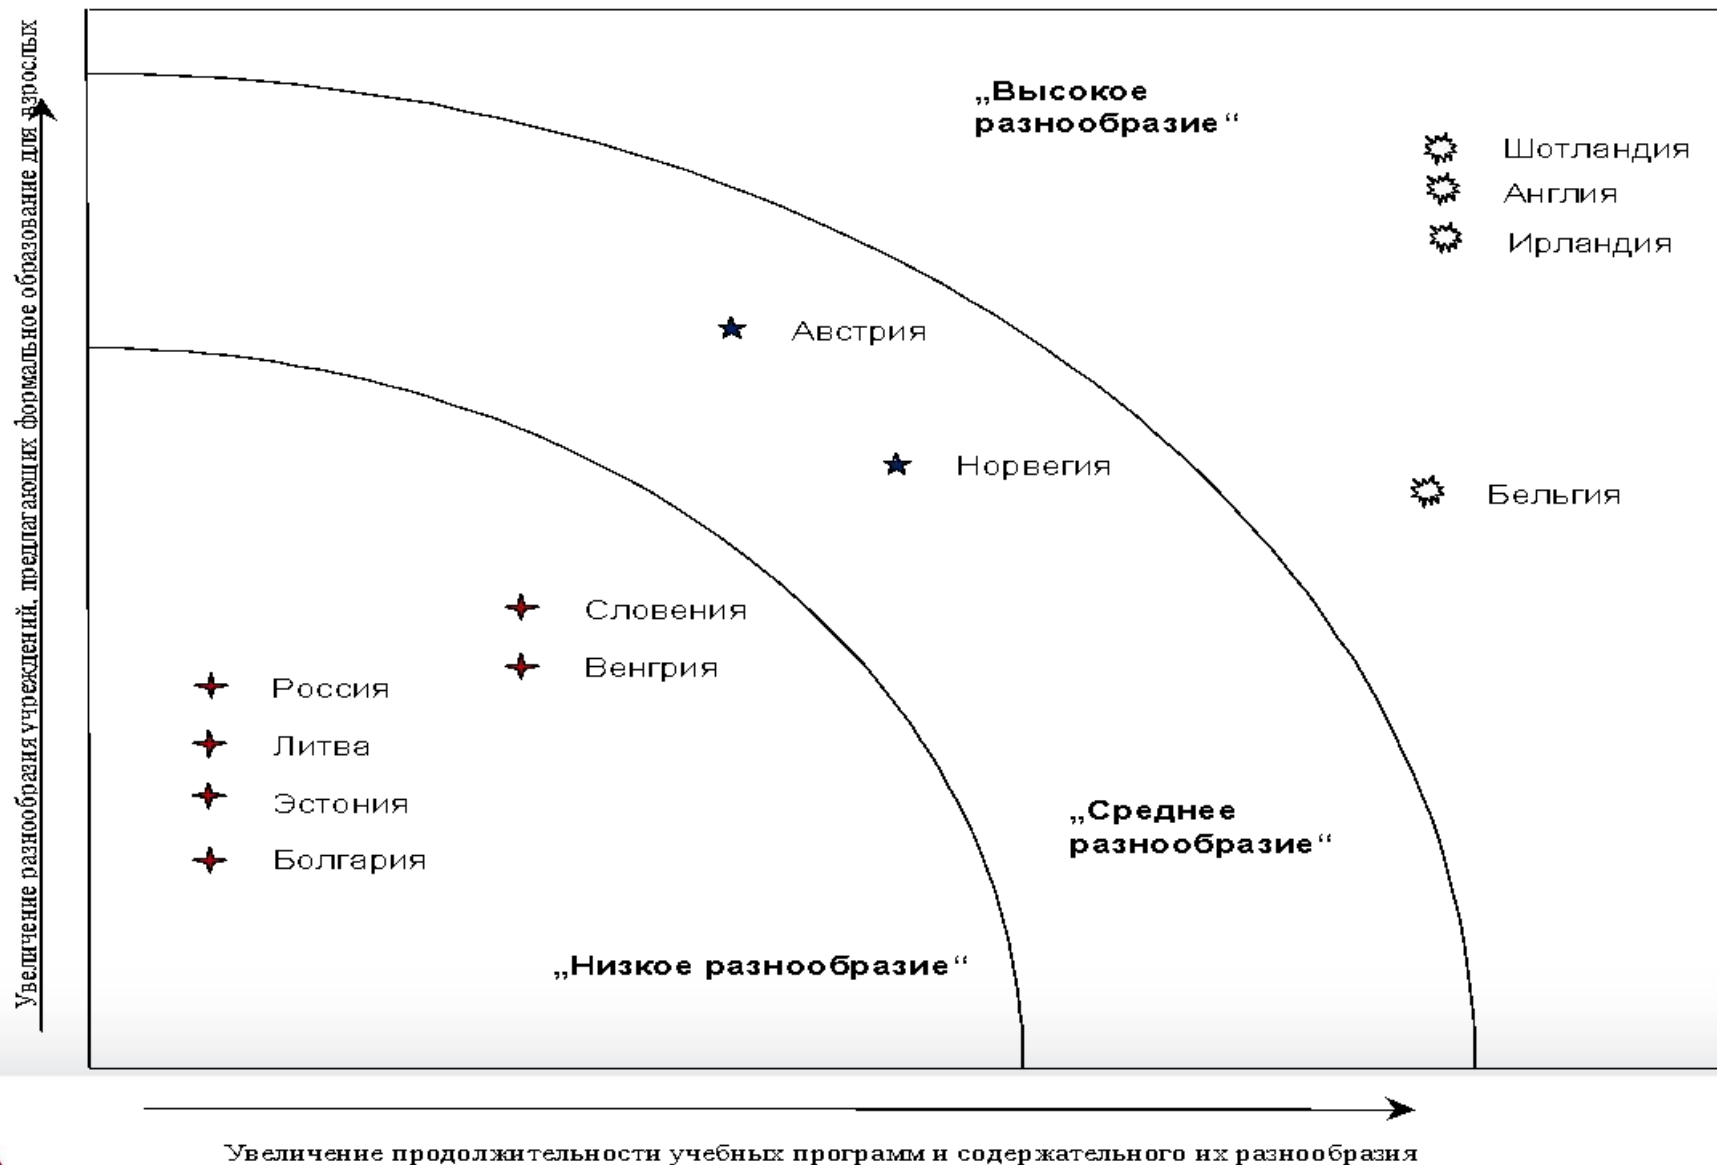 Увеличение разнообразия учреждений, предлагающих формальное образование для взрослых
„Высокое
разнообразие“
Шотландия
Англия
Ирландия
Австрия
Норвегия
Бельгия
Словения
Венгрия
Россия
Литва
Эстония
Болгария
„Среднее
разнообразие“
„Низкое разнообразие“
Увеличение продолжительности учебных программ и содержательного их разнообразия